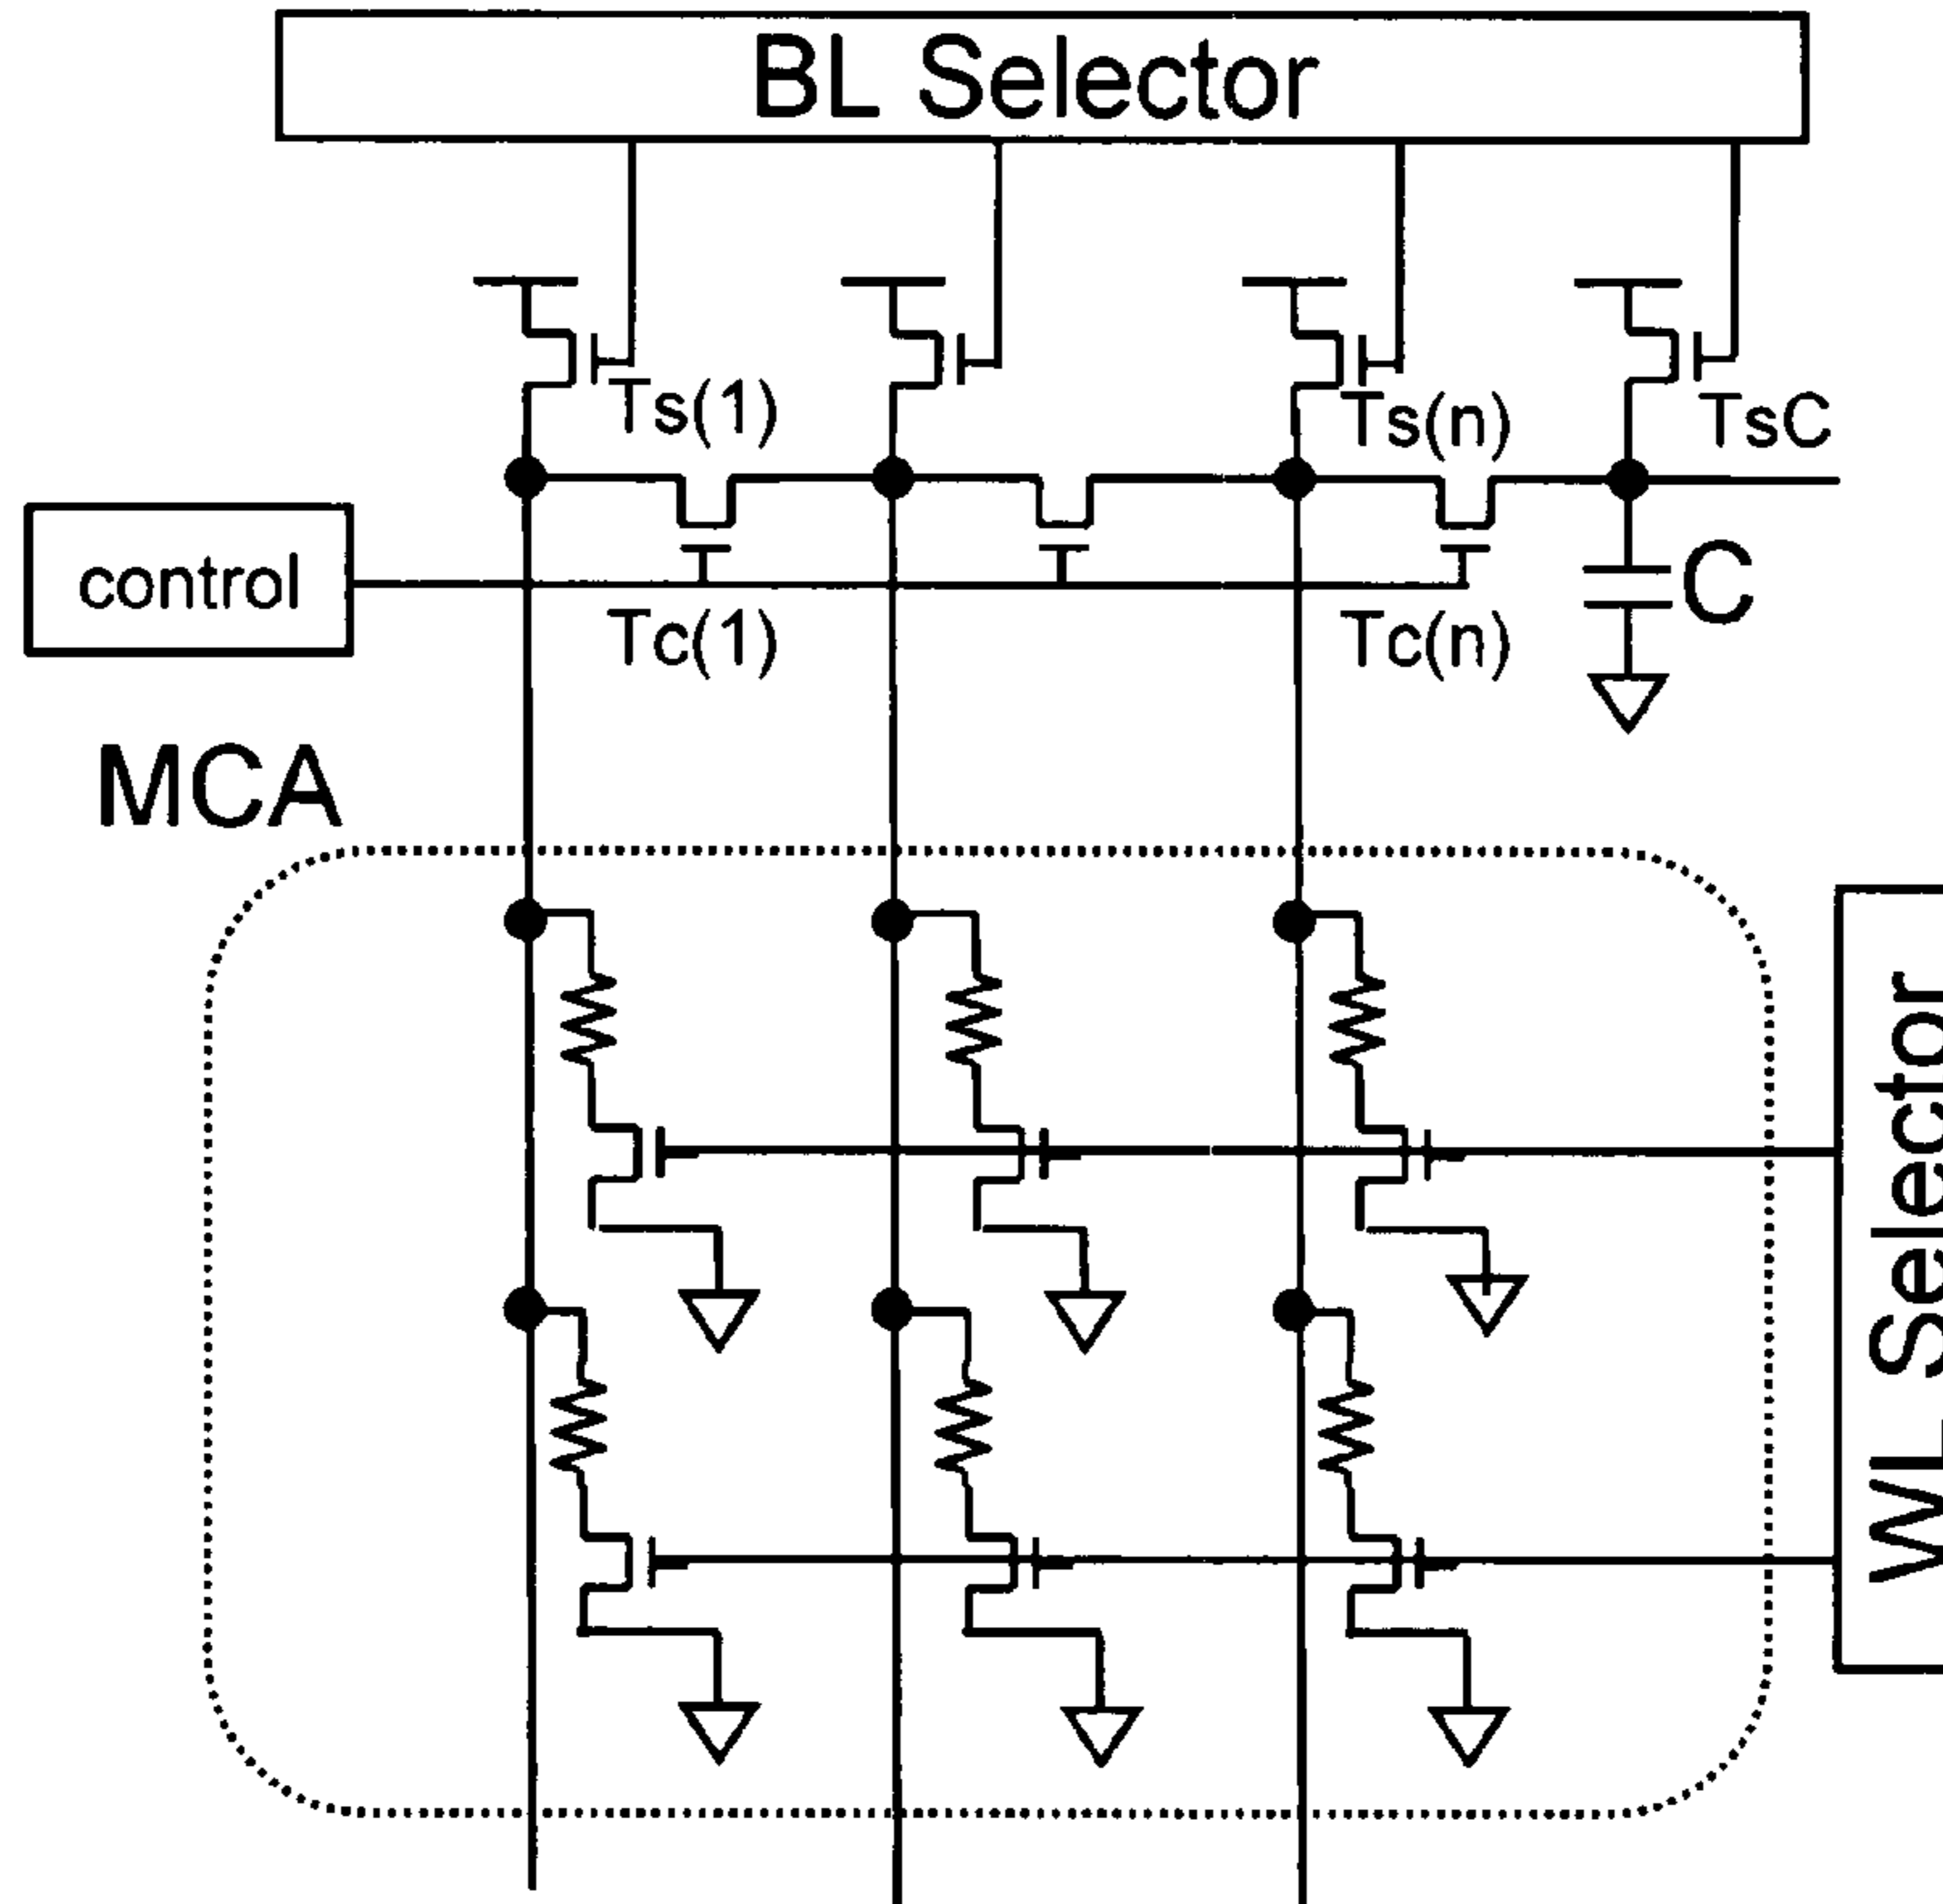 BL Selector
Ts(1)
Ts(n)
TsC
control
Tc(1)
Tc(n)
C
MCA
WL Selector